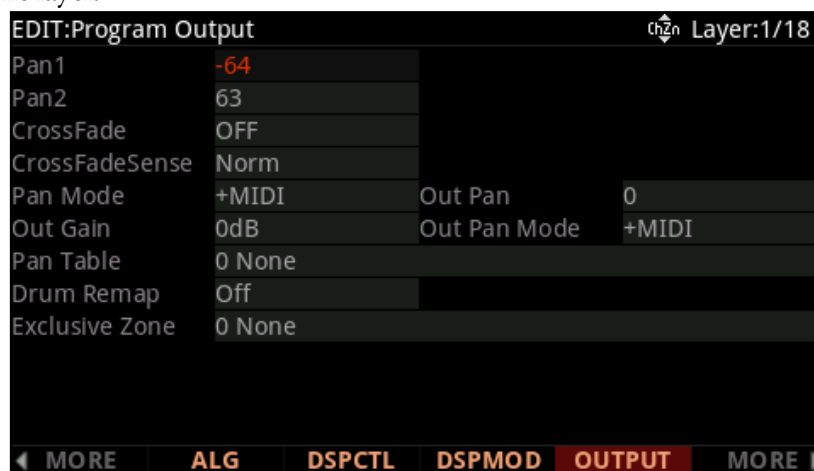 EDIT:Program Output ChZn Layer:1/18
Pan1 -64
Pan2 63
CrossFade OFF
CrossFadeSense Norm
Pan Mode +MIDI Out Pan 0
Out Gain 0dB Out Pan Mode +MIDI
Pan Table 0 None
Drum Remap Off
Exclusive Zone 0 None
MORE ALG DSPCTL DSPMOD OUTPUT MORE